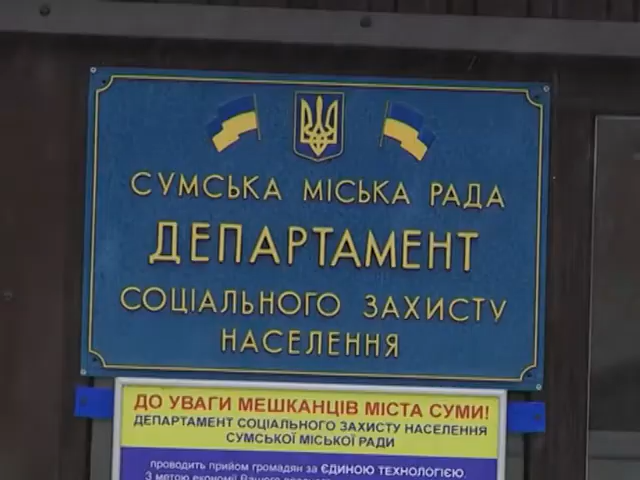 СУМСЬКА МІСЬКА РАДА
ДЕПАРТАМЕНТ
СОЦІАЛЬНОГО ЗАХИСТУ
НАСЕЛЕННЯ
ДО УВАГИ МЕШКАНЦІВ МІСТА СУМИ!
ДЕПАРТАМЕНТ СОЦІАЛЬНОГО ЗАХИСТУ НАСЕЛЕННЯ
СУМСЬКОЇ МІСЬКОЇ РАДИ
проводить прийом громадян за ЄДИНОЮ ТЕХНОЛОГІЄЮ.
З метою економії Вашого